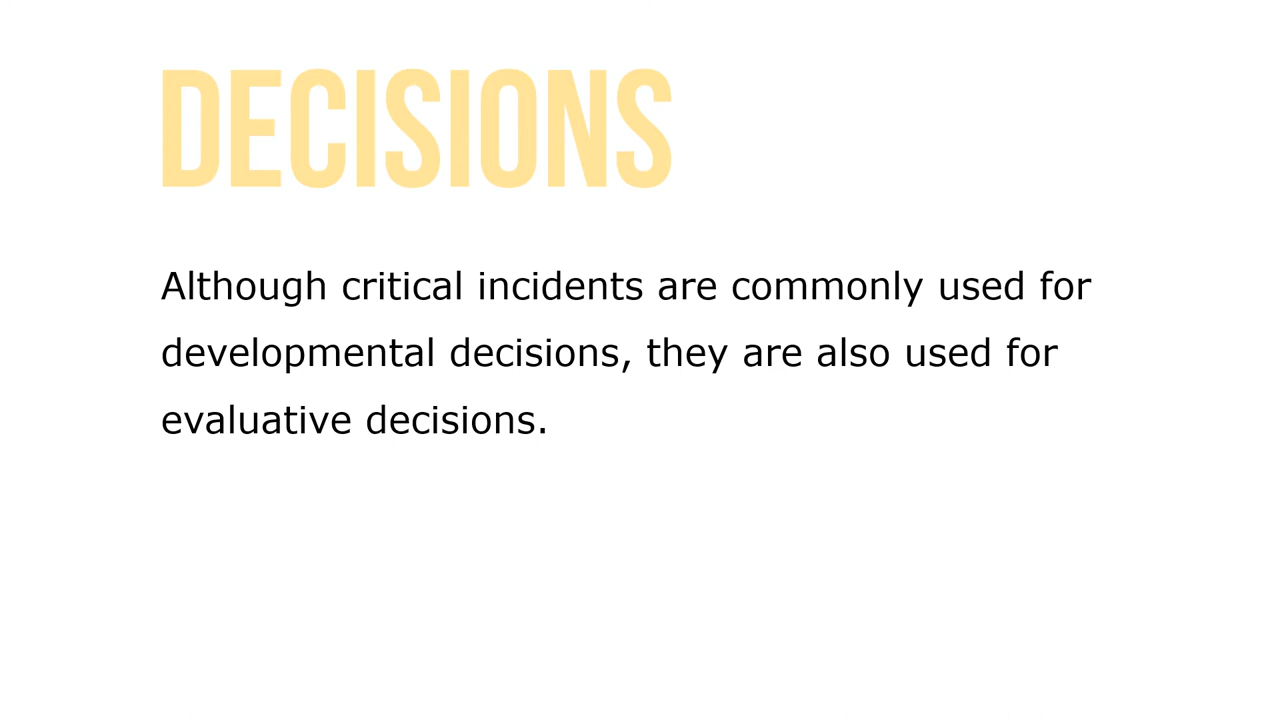 DECISIONS
Although critical incidents are commonly used for
developmental decisions, they are also used for
evaluative decisions.